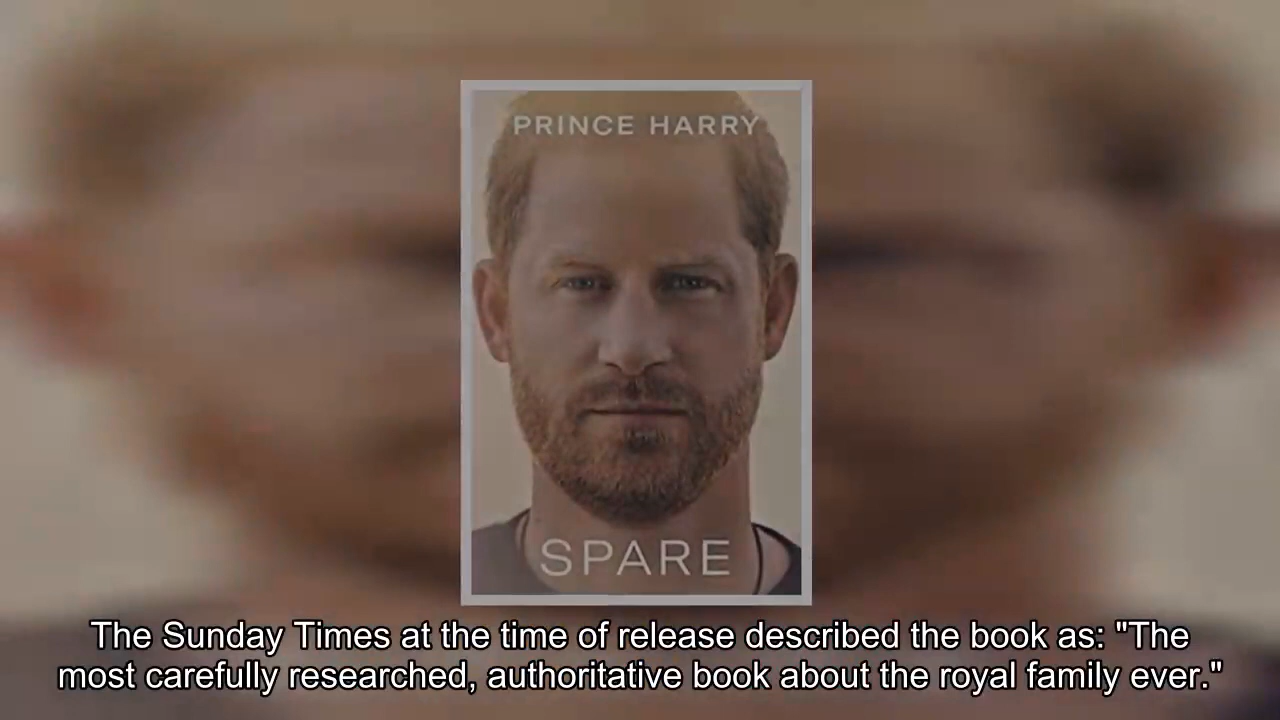 PRINCE HARRY
SPARE
The Sunday Times at the time of release described the book as: "The
most carefully researched, authoritative book about the royal family ever."